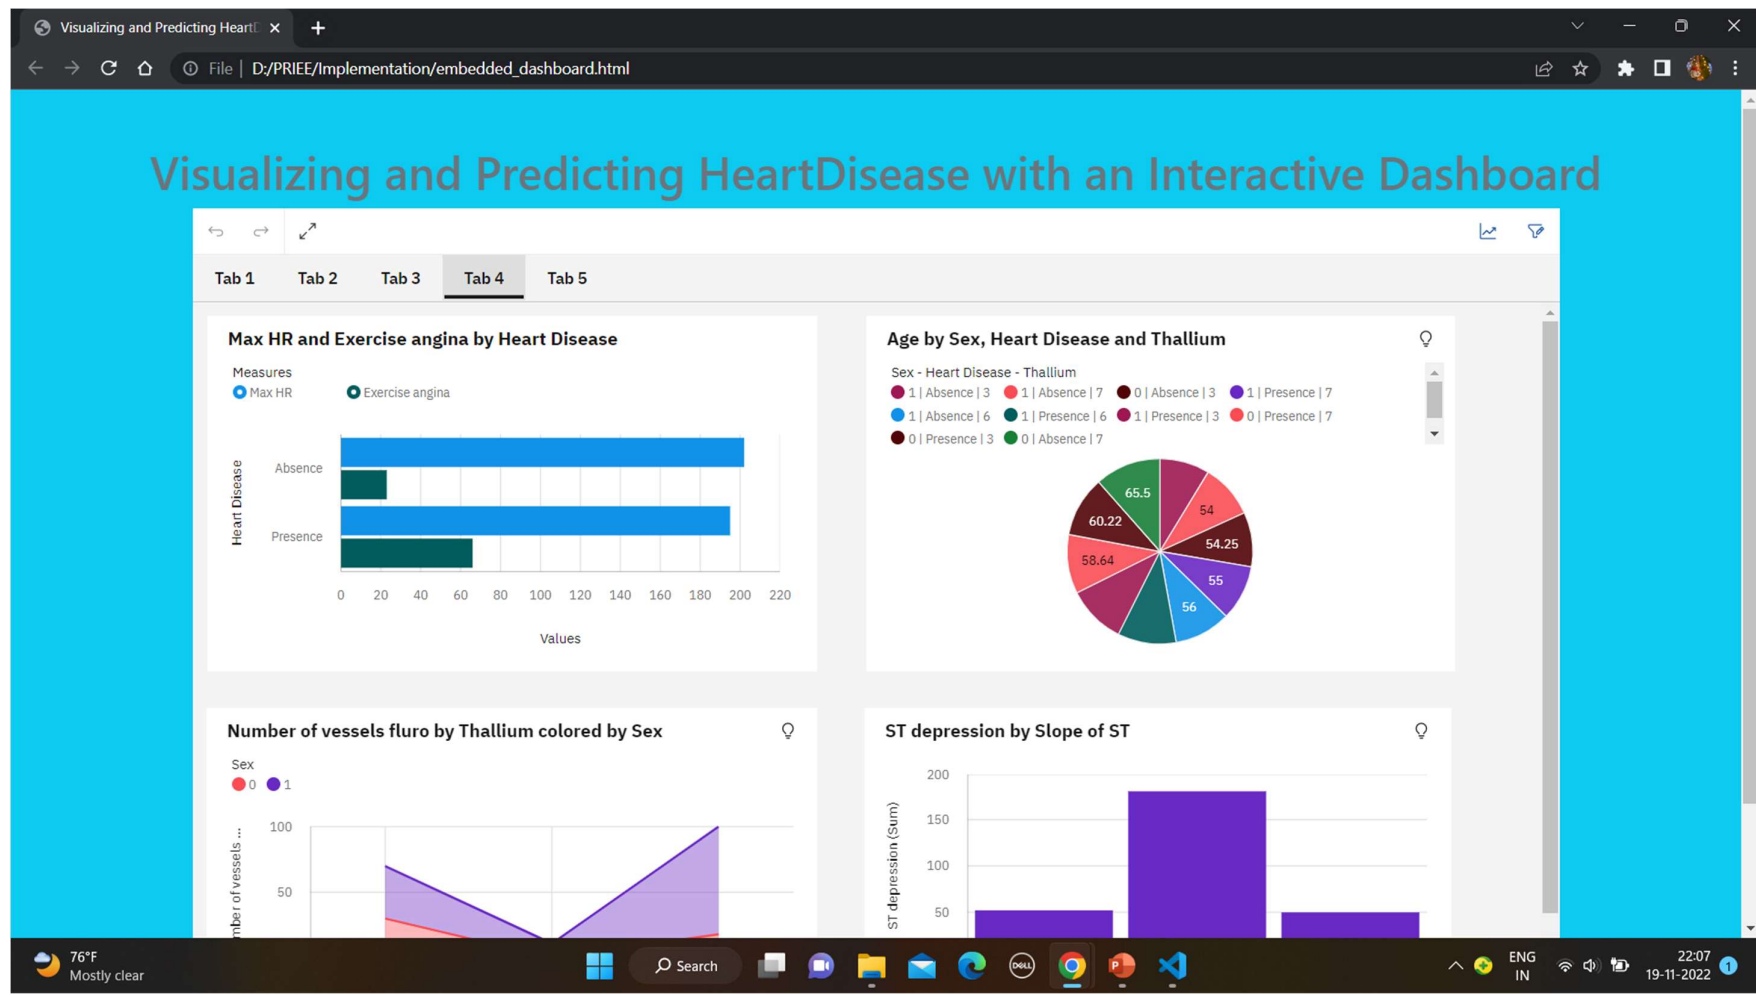 Visualizing and Predicting HeartD
File | D:/PRIEE/Implementation/embedded_dashboard.html
Visualizing and Predicting HeartDisease with an Interactive Dashboard
Tab 1 Tab 2 Tab 3 Tab 4 Tab 5
Max HR and Exercise angina by Heart Disease
Measures
Max HR Exercise angina
Heart Disease
Absence
Presence
0 20 40 60 80 100 120 140 160 180 200 220
Values
Age by Sex, Heart Disease and Thallium
Sex - Heart Disease - Thallium
1 | Absence | 3 1 | Absence | 7 0 | Absence | 3 1 | Presence | 7
1 | Absence | 6 1 | Presence | 6 1 | Presence | 3 0 | Presence | 7
0 | Presence | 3 0 | Absence | 7
65.5
54
60.22
54.25
58.64
55
56
Number of vessels fluro by Thallium colored by Sex
Sex
0 1
mber of vessels ...
100
50
ST depression by Slope of ST
ST depression (Sum)
200
150
100
50
76°F
Mostly clear
Search
DELL
ENG
IN
22:07
19-11-2022
1